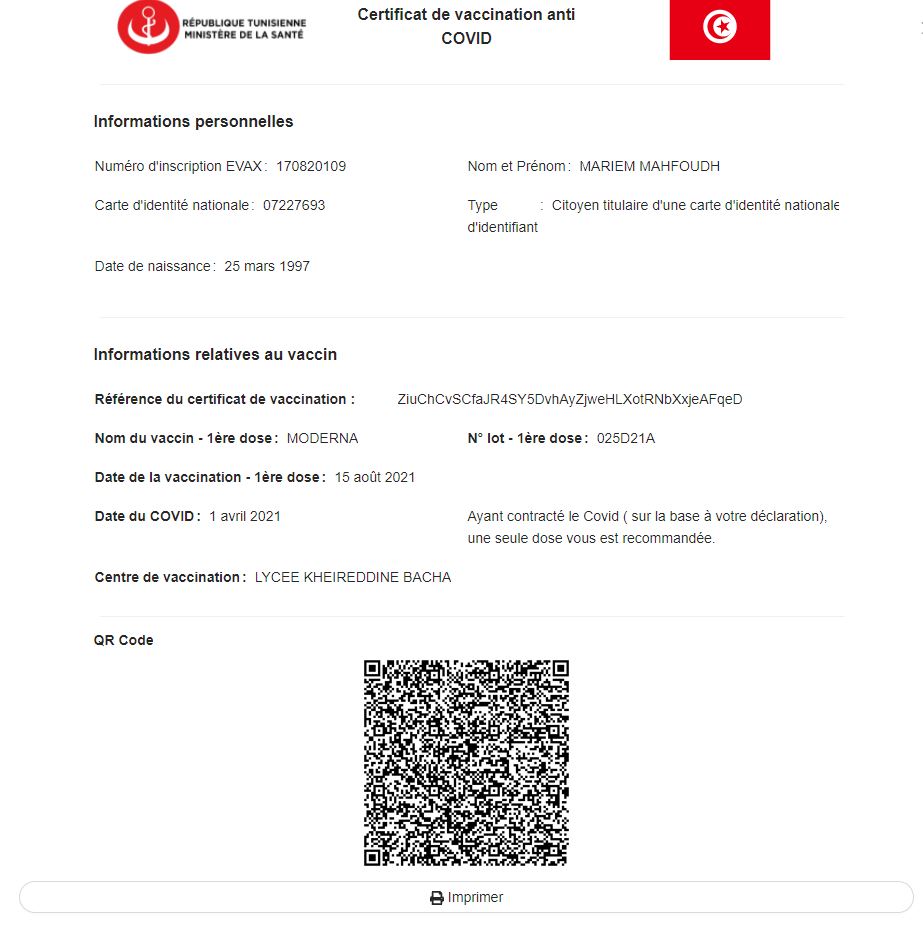 RÉPUBLIQUE TUNISIENNE
MINISTÈRE DE LA SANTÉ
Certificat de vaccination anti
COVID
Informations personnelles
Numéro d'inscription EVAX : 170820109
Nom et Prénom : MARIEM MAHFOUDH
Carte d'identité nationale : 07227693
Type : Citoyen titulaire d'une carte d'identité nationale
d'identifiant
Date de naissance : 25 mars 1997
Informations relatives au vaccin
Référence du certificat de vaccination : ZiuChCvSCfaJR4SY5DvhAyZjweHLXotRNbXxjeAFqeD
Nom du vaccin - 1ère dose : MODERNA
N° lot - 1ère dose : 025D21A
Date de la vaccination - 1ère dose : 15 août 2021
Date du COVID : 1 avril 2021
Ayant contracté le Covid ( sur la base à votre déclaration),
une seule dose vous est recommandée.
Centre de vaccination : LYCEE KHEIREDDINE BACHA
QR Code
Imprimer